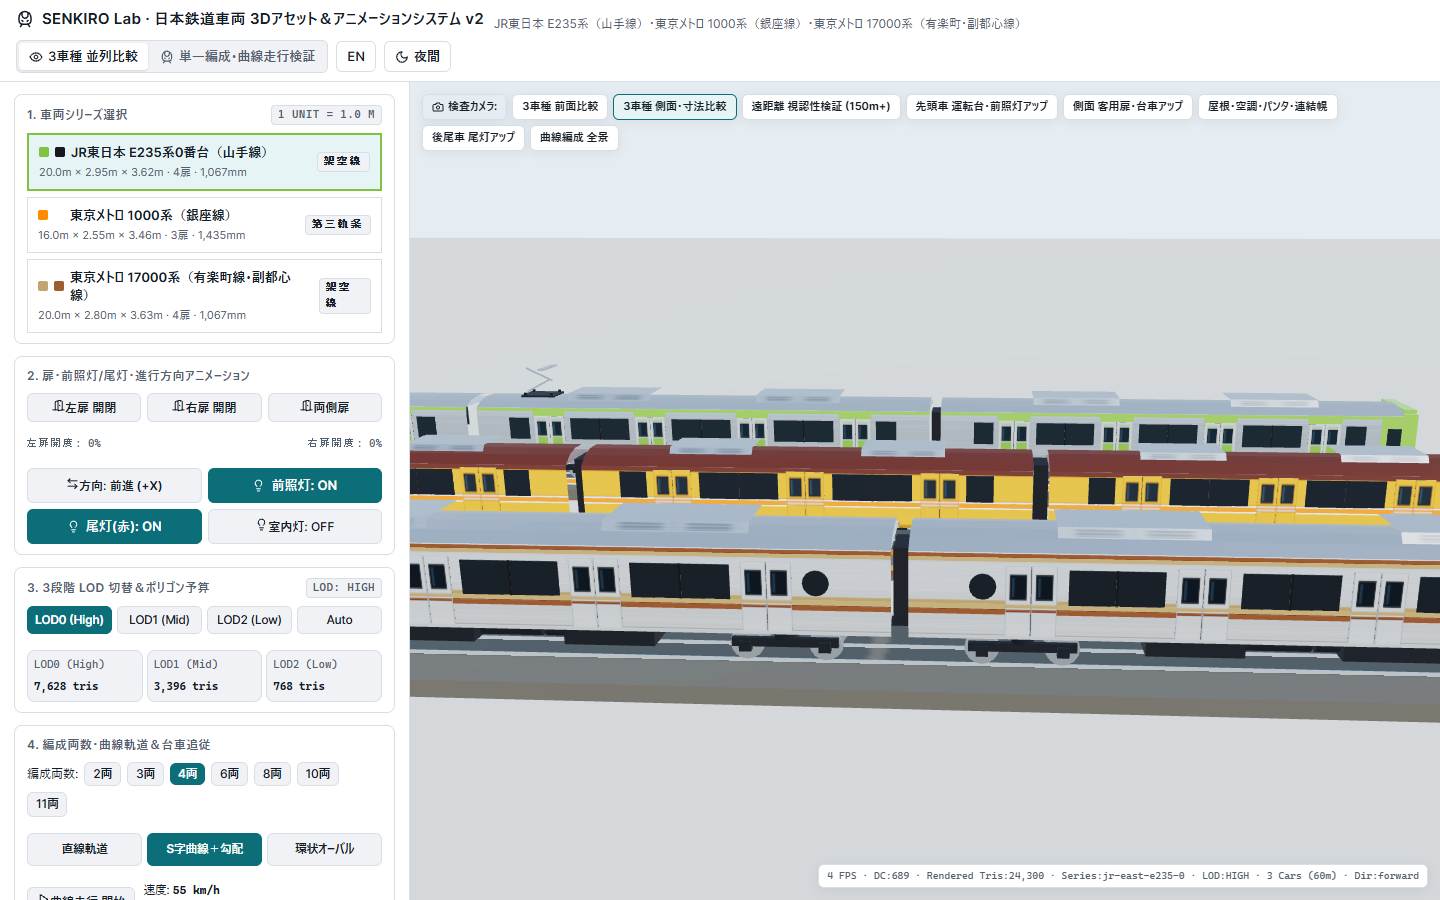 SENKIRO Lab · 日本鉄道車両 3Dアセット＆アニメーションシステム v2
JR東日本 E235系（山手線）・東京メトロ 1000系（銀座線）・東京メトロ 17000系（有楽町・副都心線）
3車種 並列比較
単一編成・曲線走行検証
EN
夜間
1. 車両シリーズ選択
1 UNIT = 1.0 M
JR東日本 E235系0番台（山手線）
20.0m × 2.95m × 3.62m · 4扉 · 1,067mm
架空線
東京メトロ 1000系（銀座線）
16.0m × 2.55m × 3.46m · 3扉 · 1,435mm
第三軌条
東京メトロ 17000系（有楽町線・副都心
線）
20.0m × 2.80m × 3.63m · 4扉 · 1,067mm
架空
線
2. 扉・前照灯/尾灯・進行方向アニメーション
左扉 開閉
右扉 開閉
両側扉
左扉開度: 0%
右扉開度: 0%
方向: 前進 (+X)
前照灯: ON
尾灯(赤): ON
室内灯: OFF
3. 3段階 LOD 切替＆ポリゴン予算
LOD: HIGH
LOD0 (High)
LOD1 (Mid)
LOD2 (Low)
Auto
LOD0 (High)
7,628 tris
LOD1 (Mid)
3,396 tris
LOD2 (Low)
768 tris
4. 編成両数・曲線軌道＆台車追従
編成両数:
2両
3両
4両
6両
8両
10両
11両
直線軌道
S字曲線＋勾配
環状オーバル
曲線走行 開始
速度: 55 km/h
検査カメラ:
3車種 前面比較
3車種 側面・寸法比較
遠距離 視認性検証 (150m+)
先頭車 運転台・前照灯アップ
側面 客用扉・台車アップ
屋根・空調・パンタ・連結幌
後尾車 尾灯アップ
曲線編成 全景
4 FPS · DC:689 · Rendered Tris:24,300 · Series:jr-east-e235-0 · LOD:HIGH · 3 Cars (60m) · Dir:forward